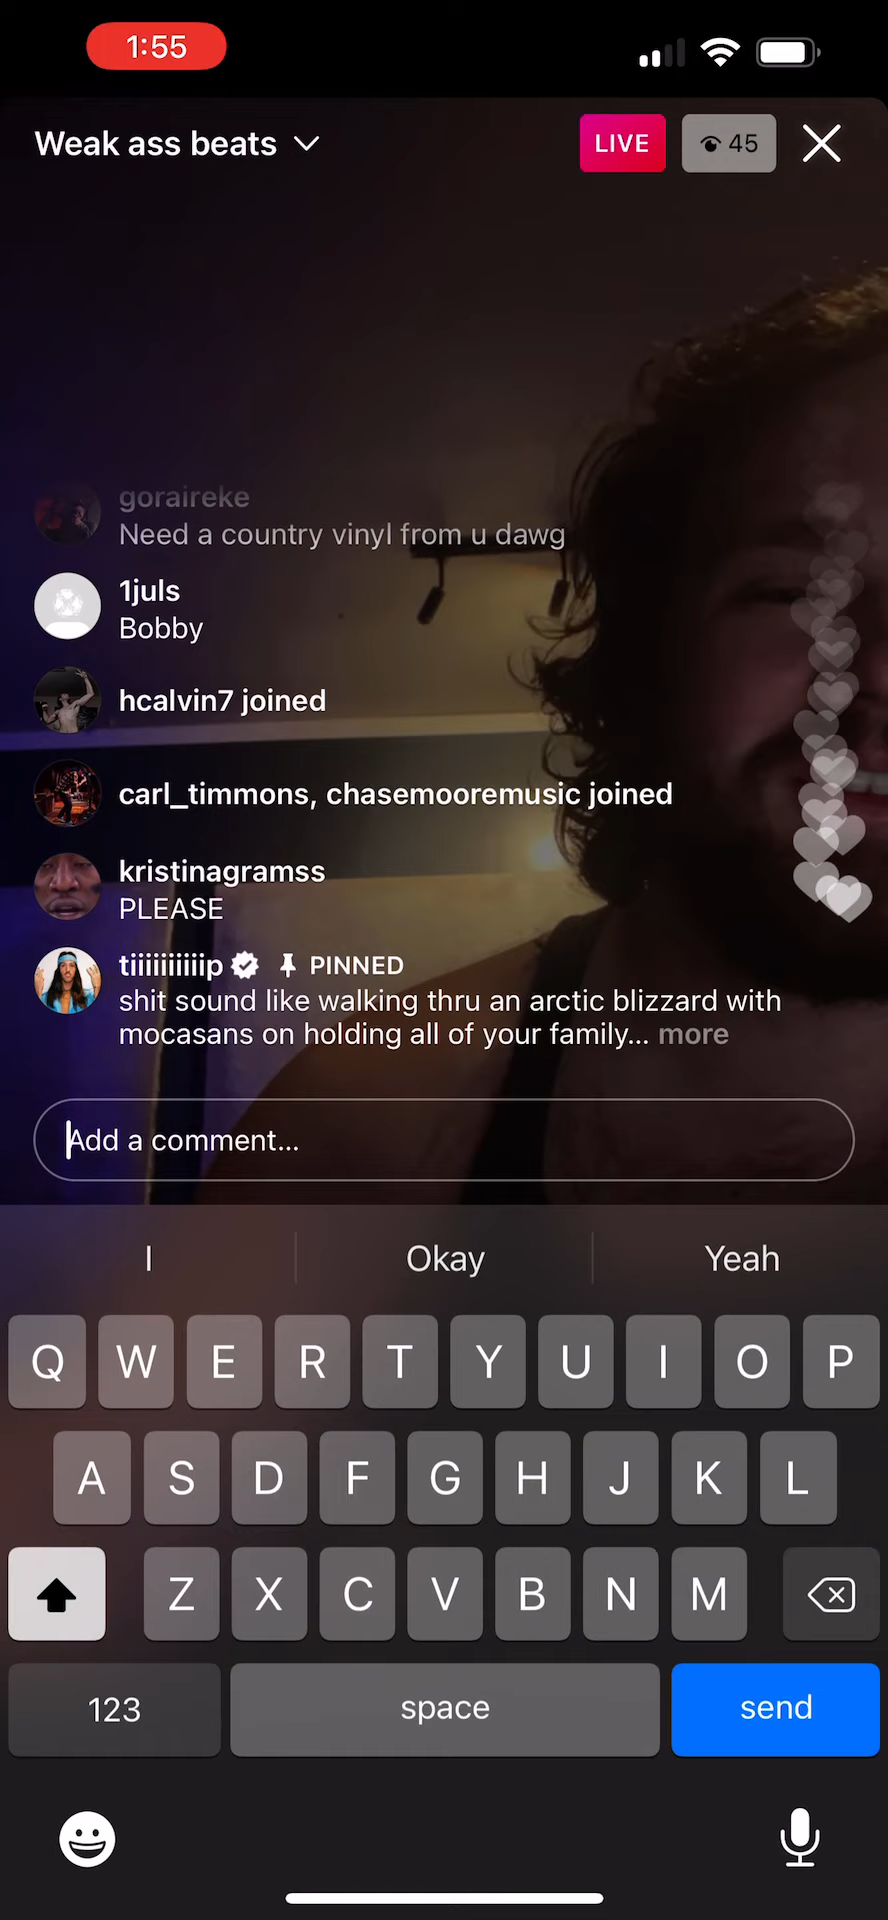 1:55
Weak ass beats
LIVE
45
goraireke
Need a country vinyl from u dawg
1juls
Bobby
hcalvin7 joined
carl_timmons, chasemooremusic joined
kristinagramss
PLEASE
tiiiiiiiiiip PINNED
shit sound like walking thru an arctic blizzard with
mocasans on holding all of your family... more
Add a comment...
I Okay Yeah
Q W E R T Y U I O P
A S D F G H J K L
Z X C V B N M
123 space send